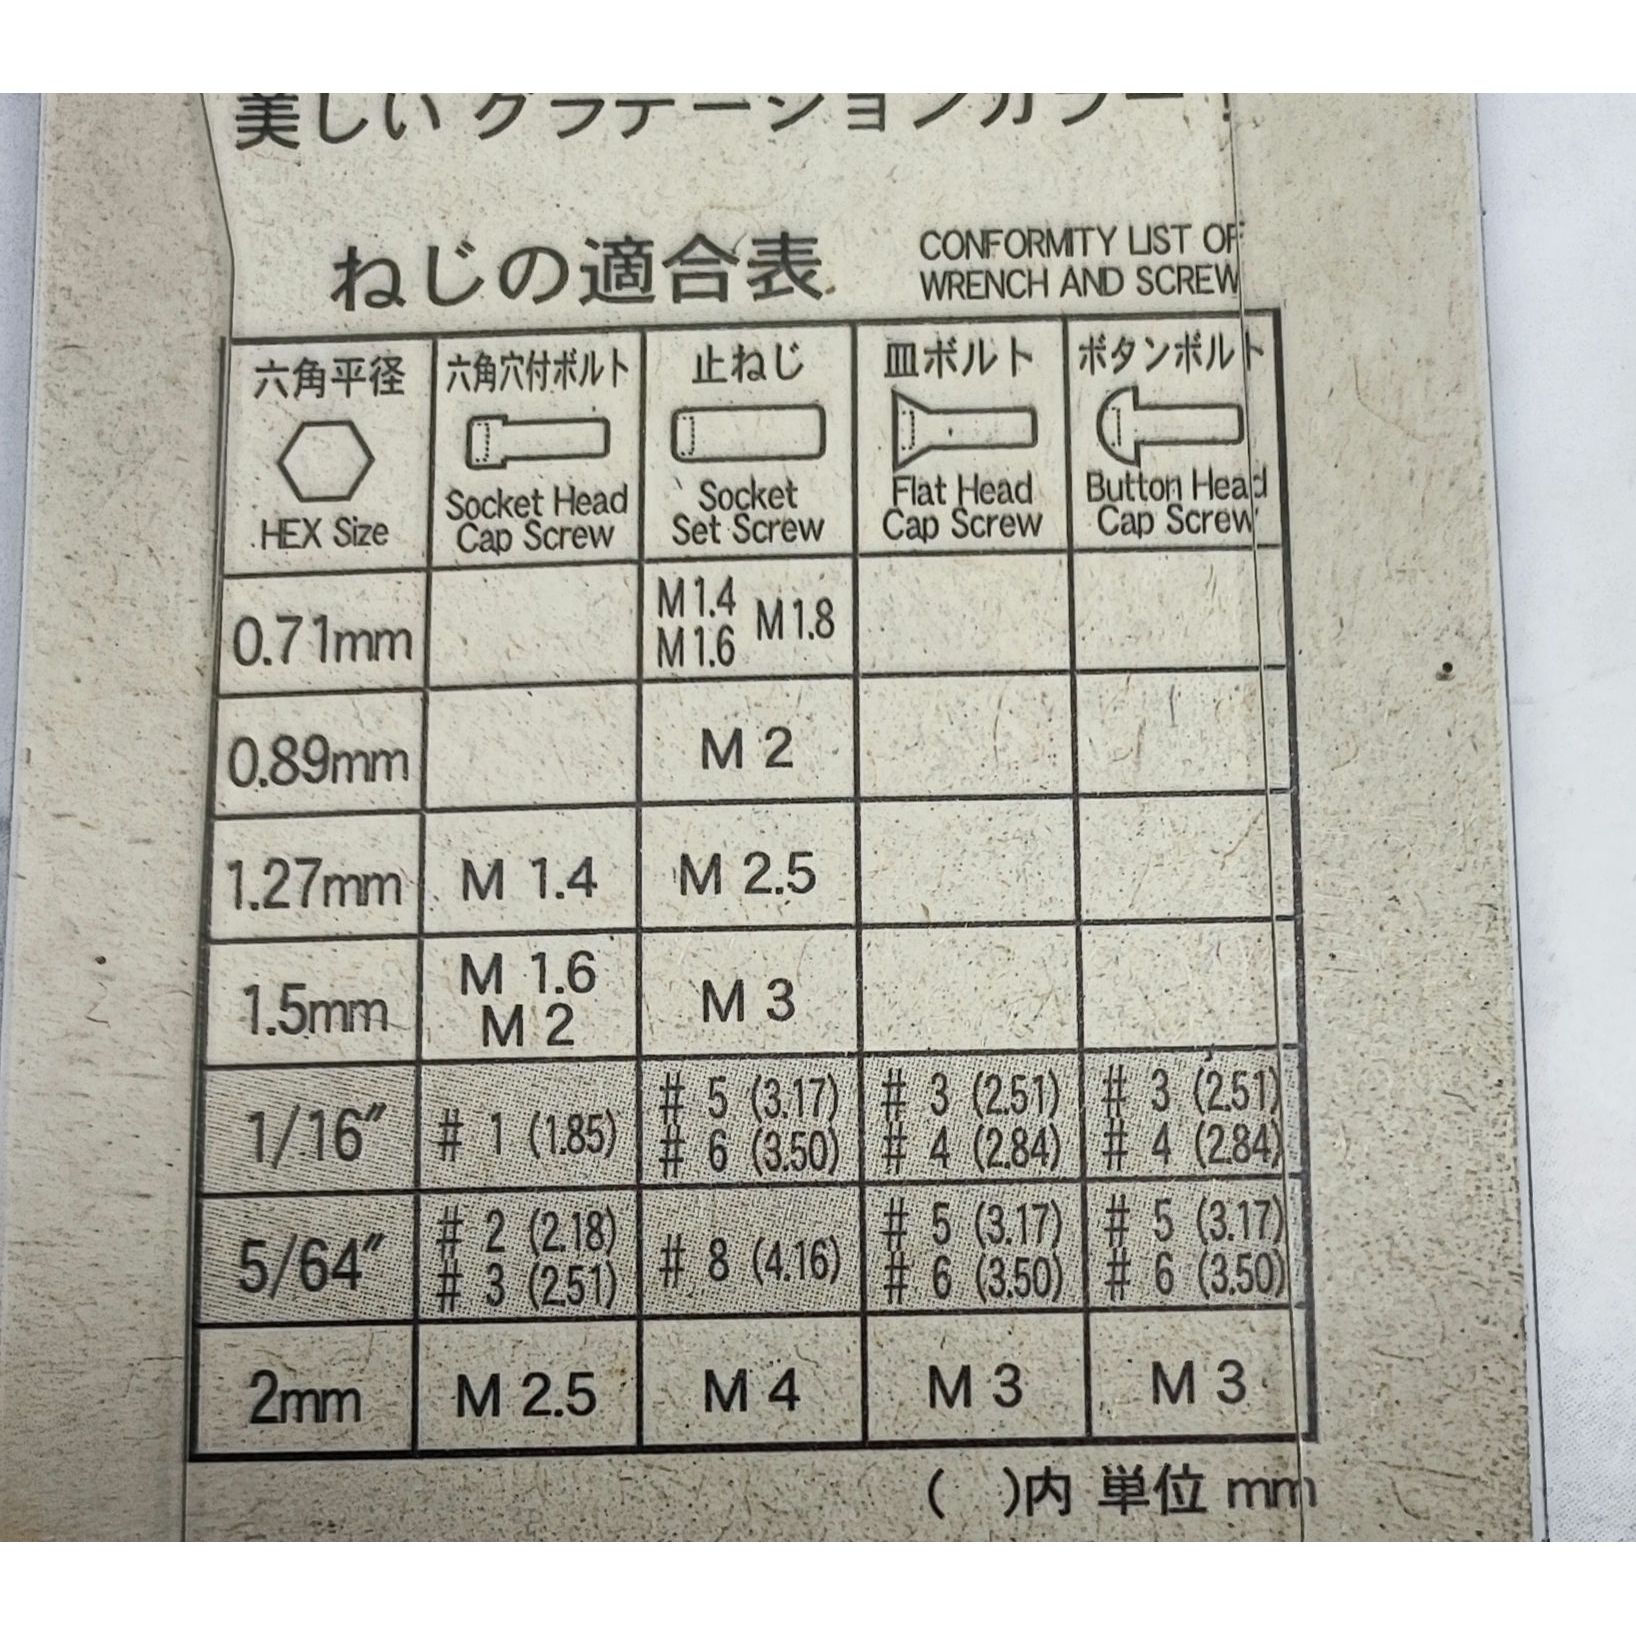 美しい グラデーションカラー!
ねじの適合表
CONFORMITY LIST OF
WRENCH AND SCREW
六角平径 六角穴付ボルト 止ねじ 皿ボルト ボタンボルト
HEX Size Socket Head Cap Screw Socket Set Screw Flat Head Cap Screw Button Head Cap Screw
0.71mm M1.4 M1.6 M1.8
0.89mm M 2
1.27mm M 1.4 M 2.5
1.5mm M 1.6 M 2 M 3
1/16″ # 1 (1.85) # 5 (3.17) # 6 (3.50) # 3 (2.51) # 4 (2.84) # 3 (2.51) # 4 (2.84)
5/64″ # 2 (2.18) # 3 (2.51) # 8 (4.16) # 5 (3.17) # 6 (3.50) # 5 (3.17) # 6 (3.50)
2mm M 2.5 M 4 M 3 M 3
( )内 単位 mm